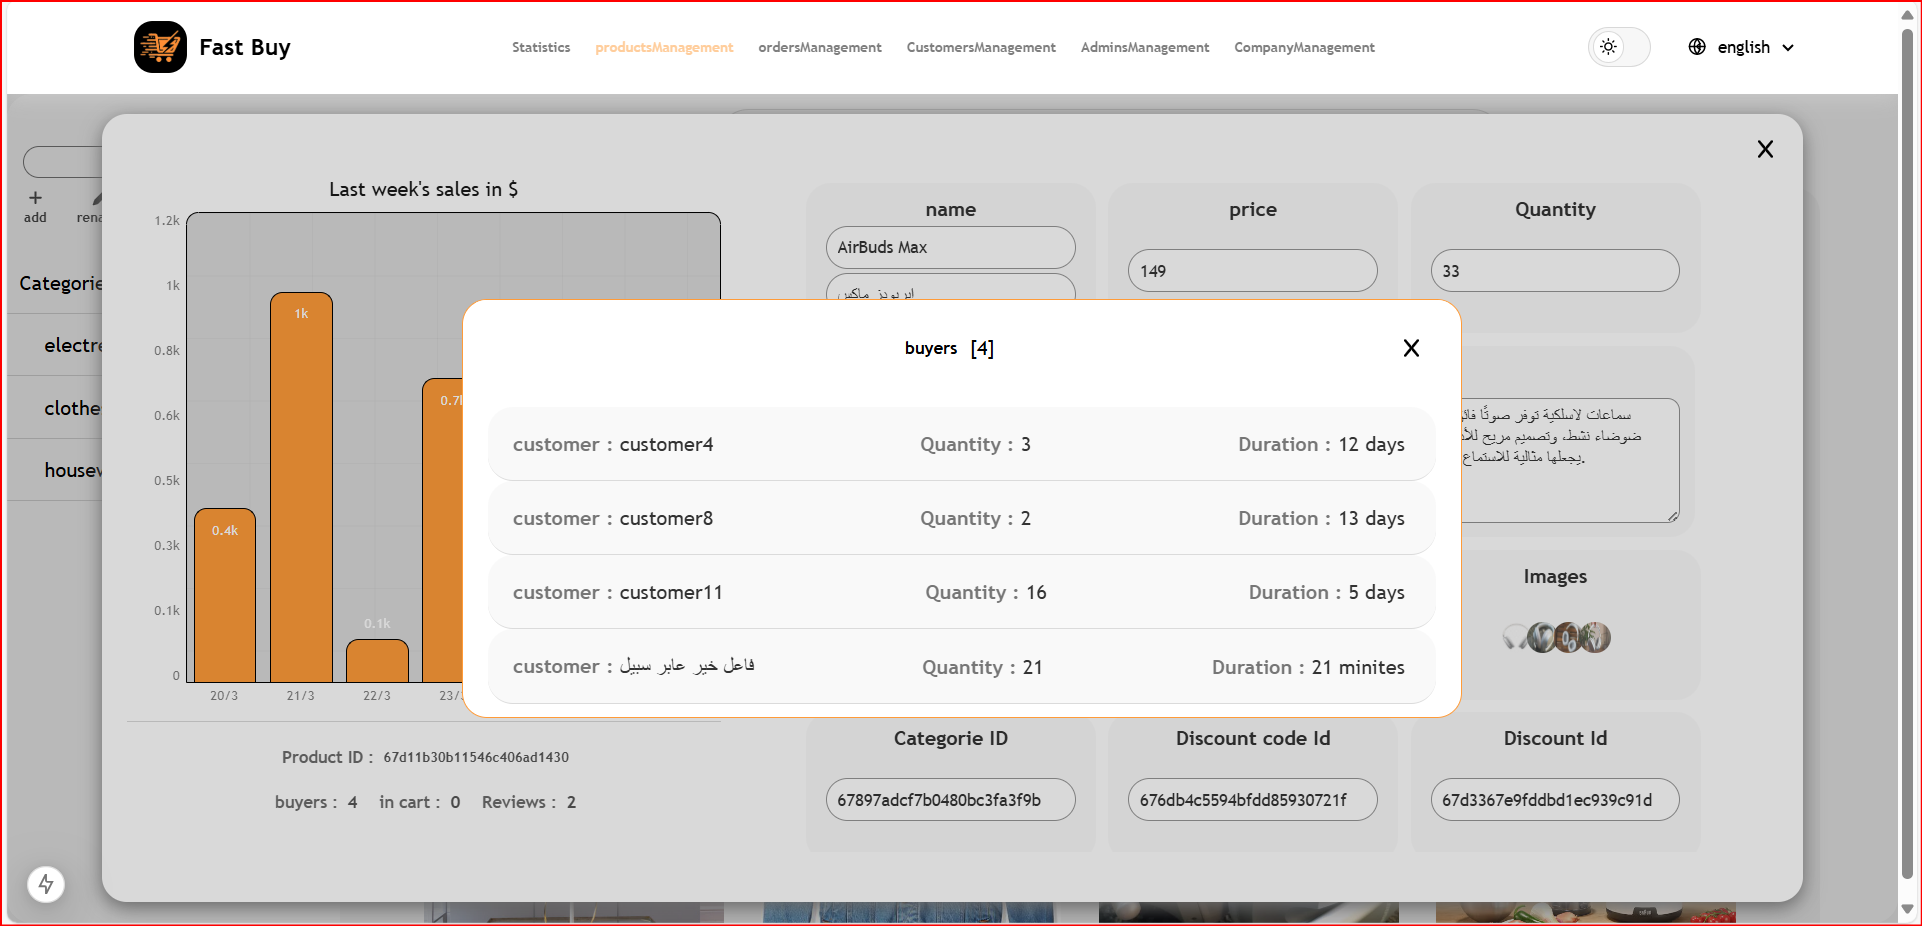 Fast Buy
Statistics productsManagement ordersManagement CustomersManagement AdminsManagement CompanyManagement
english
add
Categorie
electr
clothe
house
Last week's sales in $
1.2k
1k
0.8k
0.6k
0.5k
0.3k
0.1k
0
0.4k
1k
0.1k
0.7
20/3 21/3 22/3 23/
Product ID : 67d11b30b11546c406ad1430
buyers : 4 in cart : 0 Reviews : 2
name
AirBuds Max
ايربودز ماكس
price
149
Quantity
33
سماعات لاسلكية توفر صوتًا
ضوضاء نشط، وتصميم مريح
يجعلها مثالية للاستماع.
Images
Categorie ID
67897adcf7b0480bc3fa3f9b
Discount code Id
676db4c5594bfdd85930721f
Discount Id
67d3367e9fddbd1ec939c91d
buyers [4]
X
customer : customer4 Quantity : 3 Duration : 12 days
customer : customer8 Quantity : 2 Duration : 13 days
customer : customer11 Quantity : 16 Duration : 5 days
customer : فاعل خير عابر سبيل Quantity : 21 Duration : 21 minites
X